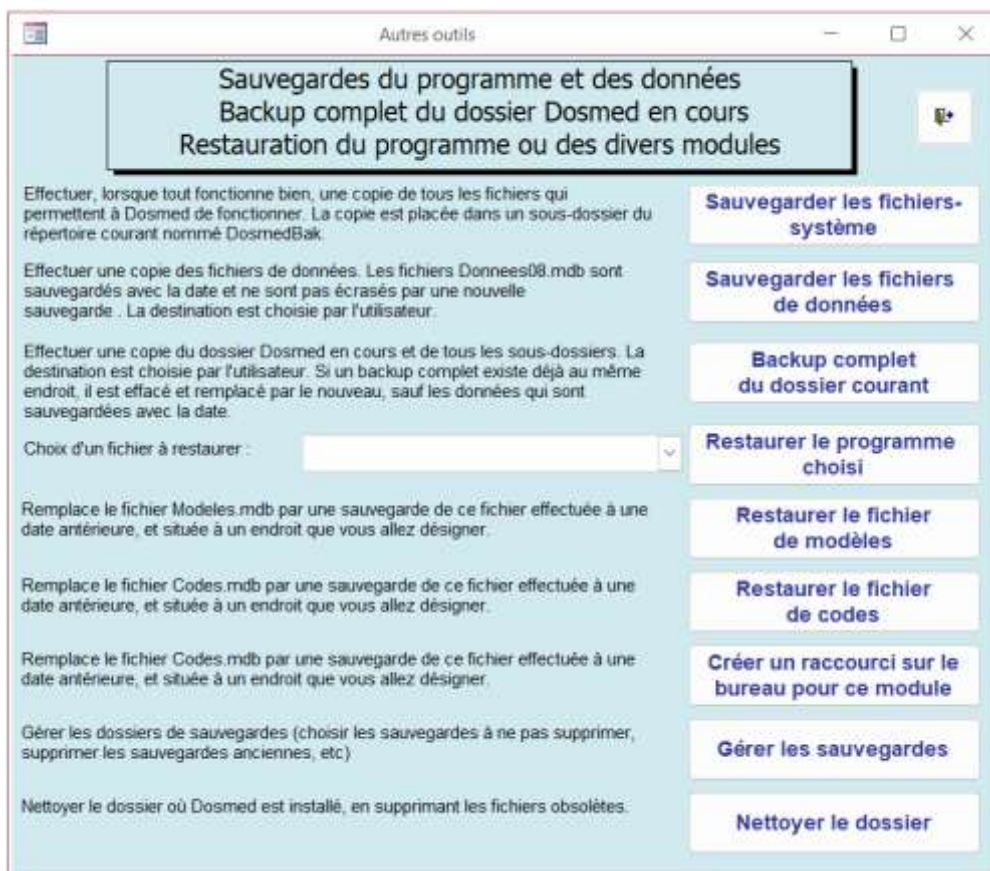 Autres outils
Sauvegardes du programme et des données
Backup complet du dossier Dosmed en cours
Restauration du programme ou des divers modules
Effectuer, lorsque tout fonctionne bien, une copie de tous les fichiers qui
permettent à Dosmed de fonctionner. La copie est placée dans un sous-dossier du
répertoire courant nommé DosmedBak.
Sauvegarder les fichiers-
système
Effectuer une copie des fichiers de données. Les fichiers Donnees08.mdb sont
sauvegardés avec la date et ne sont pas écrasés par une nouvelle
sauvegarde . La destination est choisie par l'utilisateur.
Sauvegarder les fichiers
de données
Effectuer une copie du dossier Dosmed en cours et de tous les sous-dossiers. La
destination est choisie par l'utilisateur. Si un backup complet existe déjà au même
endroit, il est effacé et remplacé par le nouveau, sauf les données qui sont
sauvegardées avec la date.
Backup complet
du dossier courant
Choix d'un fichier à restaurer :
Restaurer le programme
choisi
Remplace le fichier Modeles.mdb par une sauvegarde de ce fichier effectuée à une
date antérieure, et située à un endroit que vous allez désigner.
Restaurer le fichier
de modèles
Remplace le fichier Codes.mdb par une sauvegarde de ce fichier effectuée à une
date antérieure, et située à un endroit que vous allez désigner.
Restaurer le fichier
de codes
Remplace le fichier Codes.mdb par une sauvegarde de ce fichier effectuée à une
date antérieure, et située à un endroit que vous allez désigner.
Créer un raccourci sur le
bureau pour ce module
Gérer les dossiers de sauvegardes (choisir les sauvegardes à ne pas supprimer,
supprimer les sauvegardes anciennes, etc)
Gérer les sauvegardes
Nettoyer le dossier où Dosmed est installé, en supprimant les fichiers obsolètes.
Nettoyer le dossier